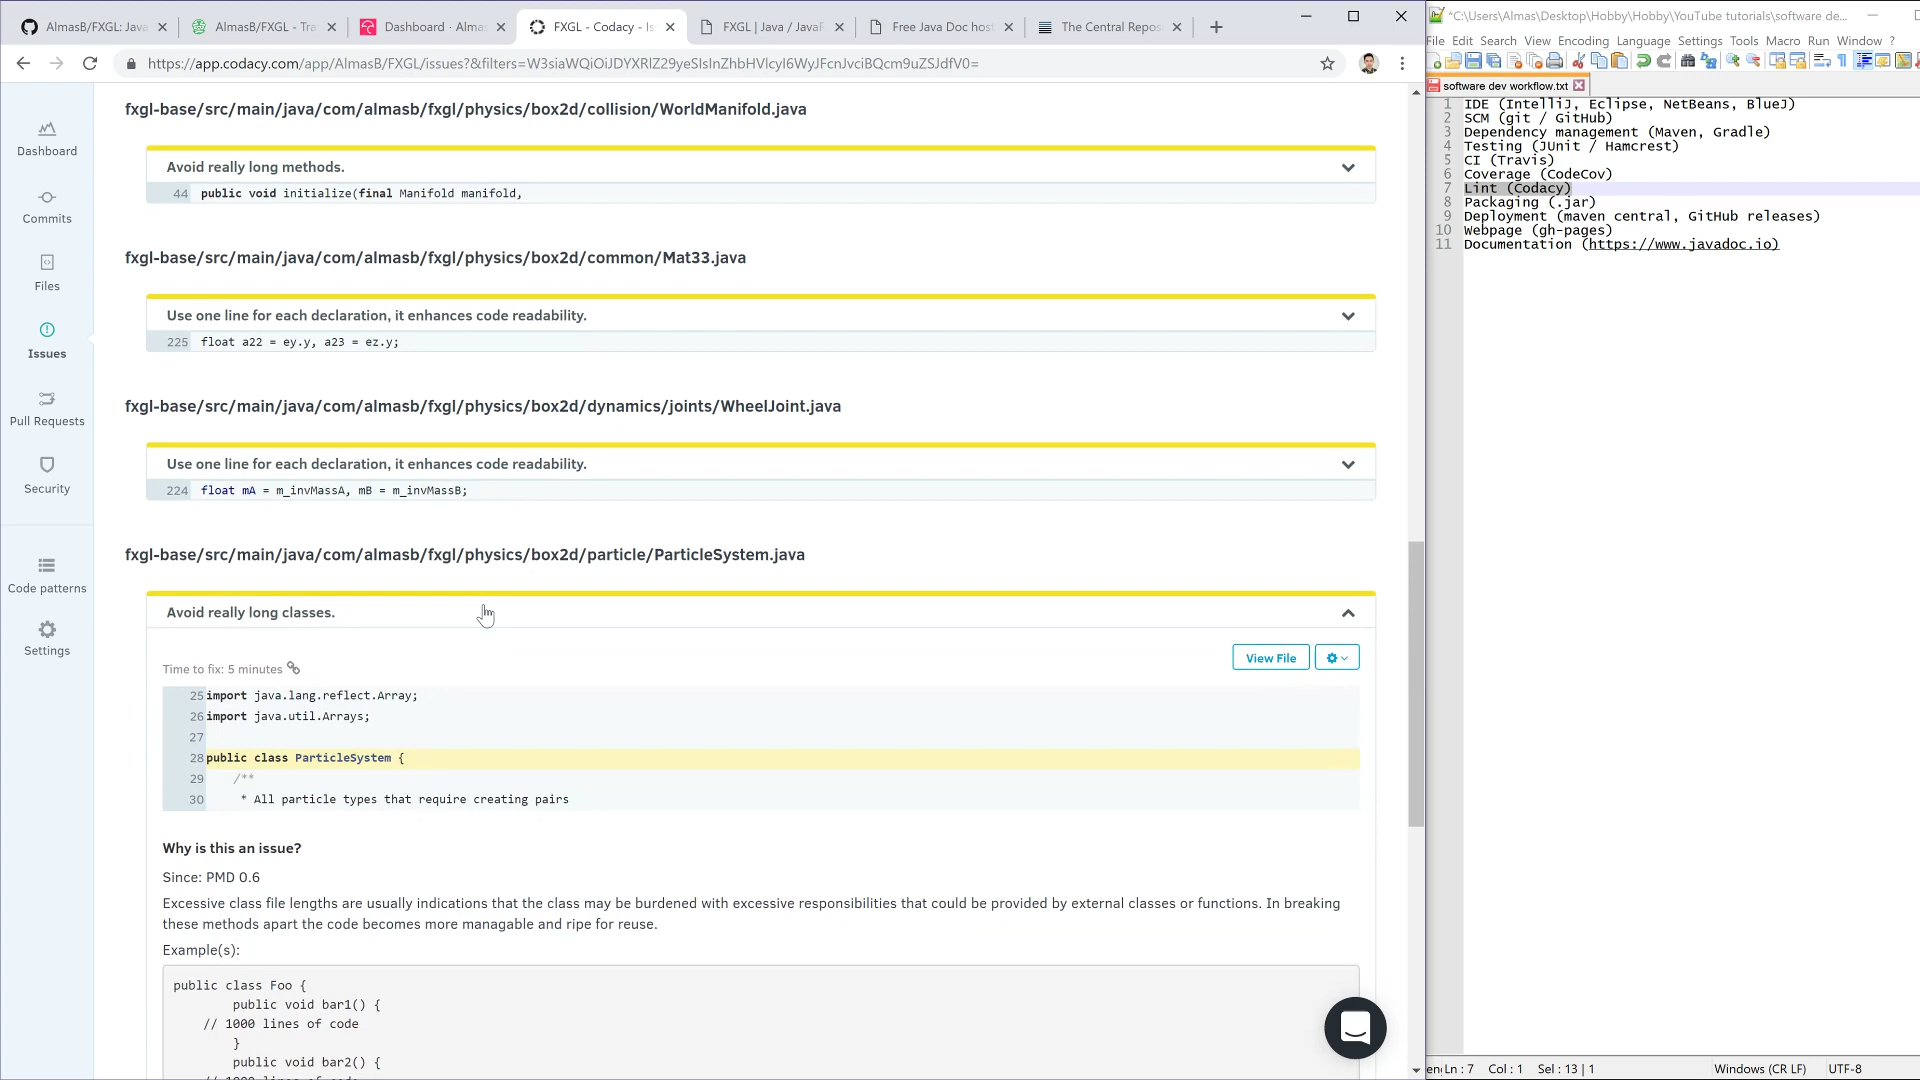 AlmasB/FXGL: Java
AlmasB/FXGL - Tra
Dashboard · Almas
FXGL - Codacy - Is
FXGL | Java / JavaF
Free Java Doc host
The Central Repos
https://app.codacy.com/app/AlmasB/FXGL/issues?&filters=W3siaWQiOiJDYXRlZ29yeSIsInZhbHVlcyI6WyJFcnJvciBQcm9uZSJdfV0=
Dashboard
Commits
Files
Issues
Pull Requests
Security
Code patterns
Settings
fxgl-base/src/main/java/com/almasb/fxgl/physics/box2d/collision/WorldManifold.java
Avoid really long methods.
44 public void initialize(final Manifold manifold,
fxgl-base/src/main/java/com/almasb/fxgl/physics/box2d/common/Mat33.java
Use one line for each declaration, it enhances code readability.
225 float a22 = ey.y, a23 = ez.y;
fxgl-base/src/main/java/com/almasb/fxgl/physics/box2d/dynamics/joints/WheelJoint.java
Use one line for each declaration, it enhances code readability.
224 float mA = m_invMassA, mB = m_invMassB;
fxgl-base/src/main/java/com/almasb/fxgl/physics/box2d/particle/ParticleSystem.java
Avoid really long classes.
Time to fix: 5 minutes
View File
25 import java.lang.reflect.Array;
26 import java.util.Arrays;
27
28 public class ParticleSystem {
29 /**
30 * All particle types that require creating pairs
Why is this an issue?
Since: PMD 0.6
Excessive class file lengths are usually indications that the class may be burdened with excessive responsibilities that could be provided by external classes or functions. In breaking
these methods apart the code becomes more managable and ripe for reuse.
Example(s):
public class Foo {
public void bar1() {
// 1000 lines of code
}
public void bar2() {
*C:\Users\Almas\Desktop\Hobby\Hobby\YouTube tutorials\software de...
File Edit Search View Encoding Language Settings Tools Macro Run Window ?
software dev workflow.txt
1 IDE (IntelliJ, Eclipse, NetBeans, BlueJ)
2 SCM (git / GitHub)
3 Dependency management (Maven, Gradle)
4 Testing (JUnit / Hamcrest)
5 CI (Travis)
6 Coverage (CodeCov)
7 Lint (Codacy)
8 Packaging (.jar)
9 Deployment (maven central, GitHub releases)
10 Webpage (gh-pages)
11 Documentation (https://www.javadoc.io)
Ln : 7 Col : 1 Sel : 13 | 1 Windows (CR LF) UTF-8